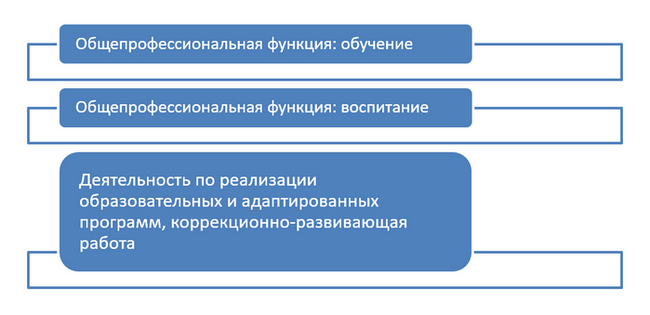 Общепрофессиональная функция: обучение
Общепрофессиональная функция: воспитание
Деятельность по реализации
образовательных и адаптированных
программ, коррекционно-развивающая
работа